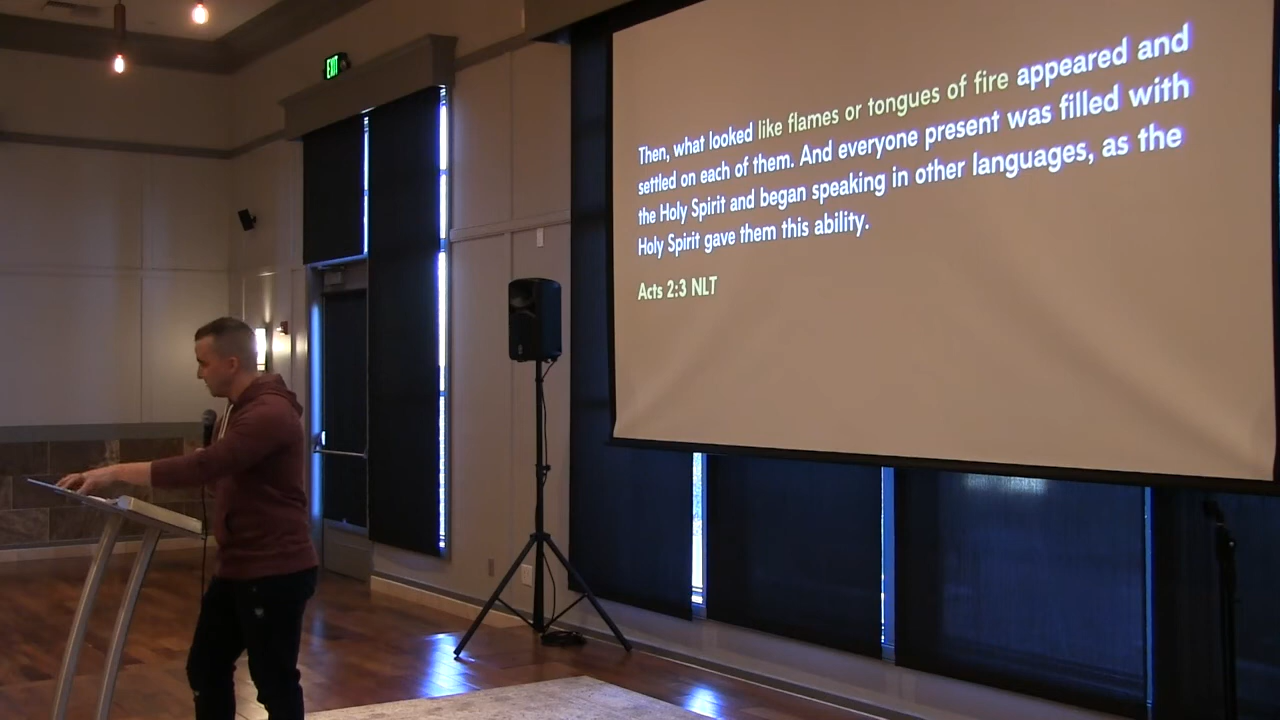 EXIT
Then, what looked like flames or tongues of fire appeared and
settled on each of them. And everyone present was filled with
the Holy Spirit and began speaking in other languages, as the
Holy Spirit gave them this ability.
Acts 2:3 NLT